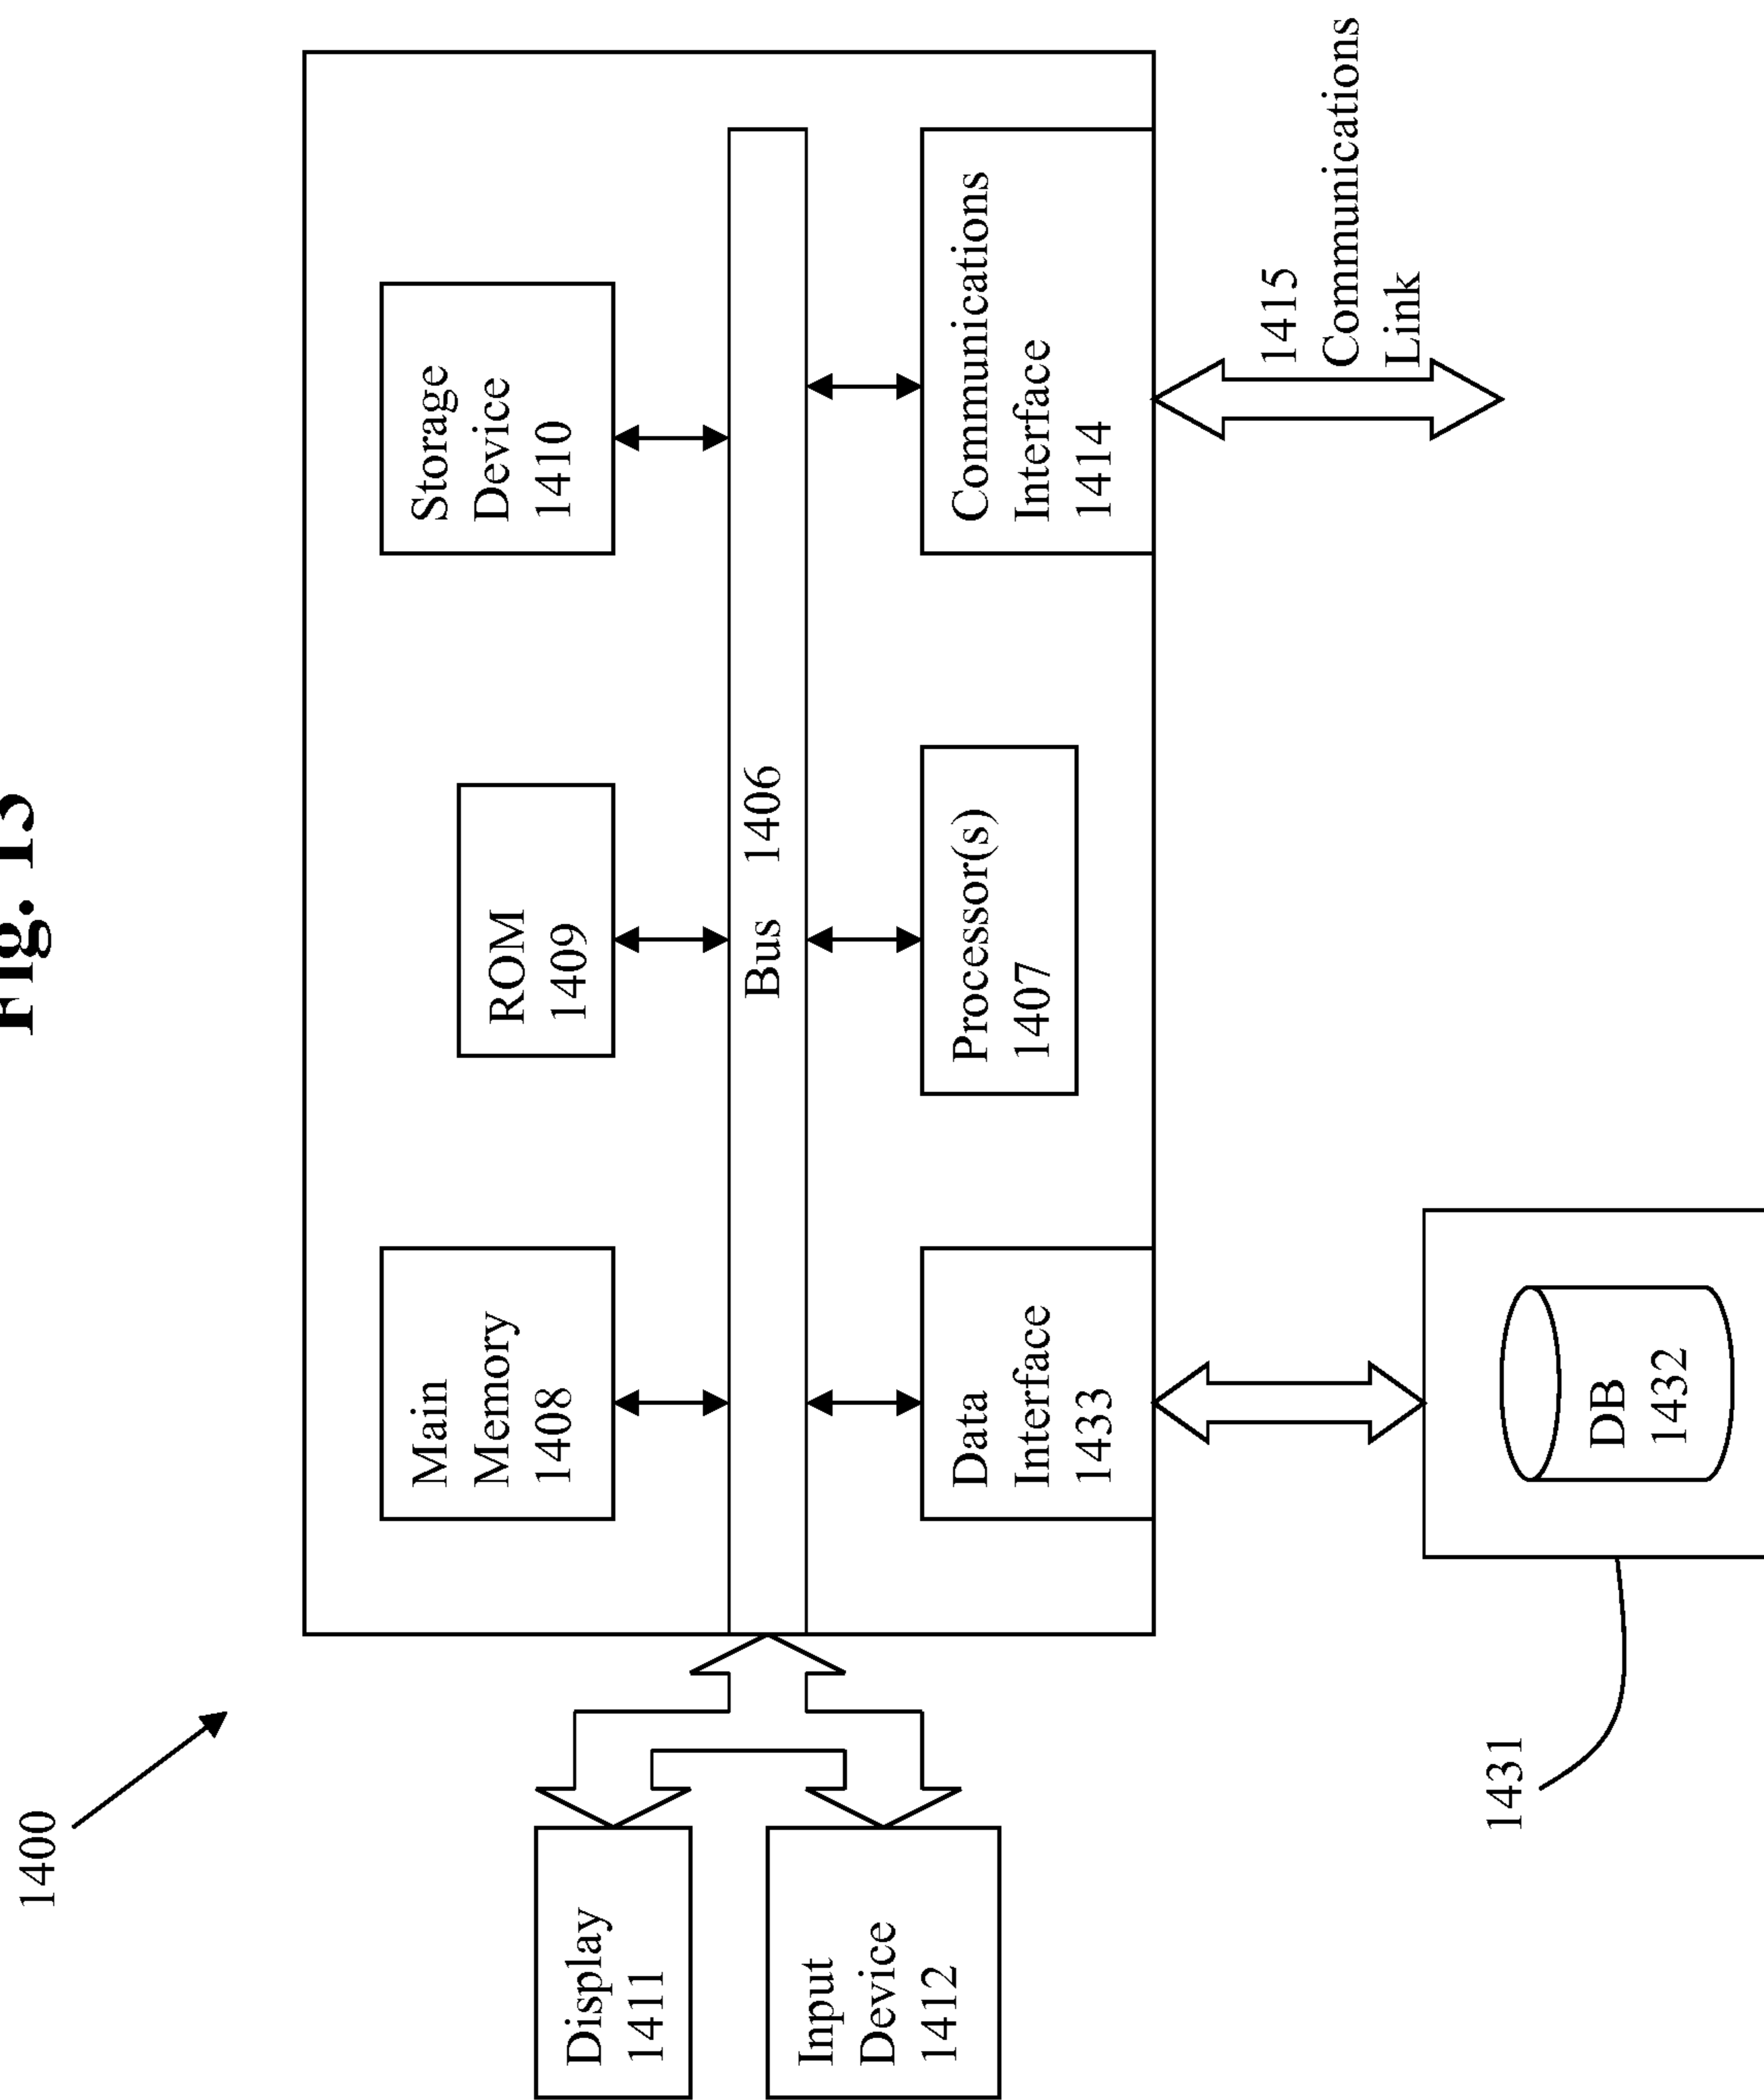 Fig.
1400
Main
Memory
1408
ROM
1409
Storage
Device
1410
Bus 1406
Display
1411
Input
Device
1412
Data
Interface
1433
Processor(s)
1407
Communications
Interface
1414
1415
Communications
Link
1431
DB
1432